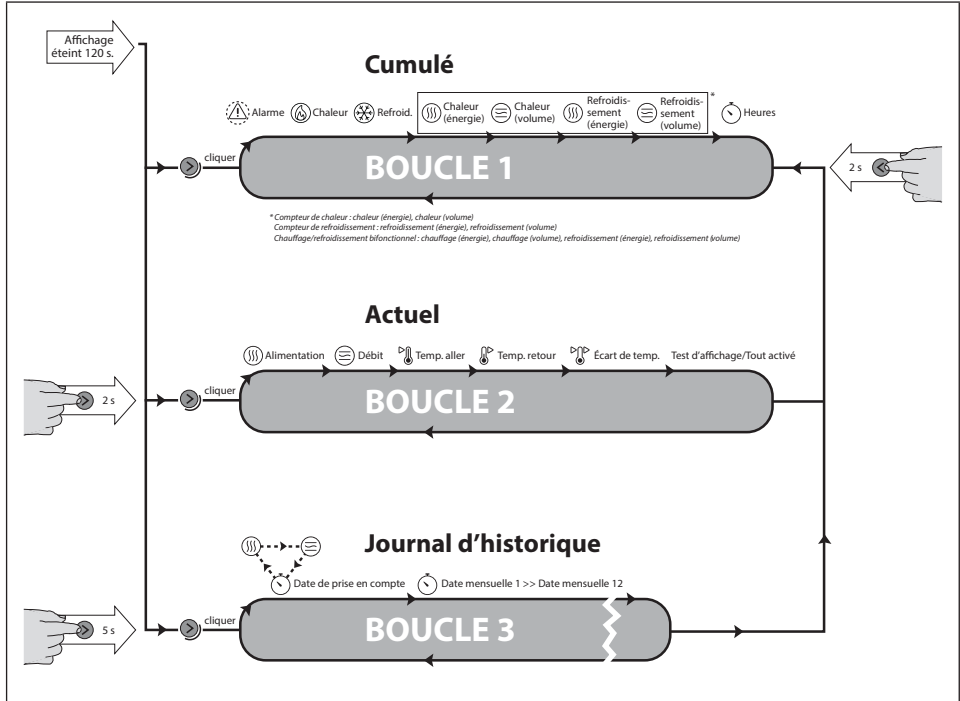 Affichage
éteint 120 s.
Cumulé
Alarme
Chaleur
Refroid.
Chaleur
(énergie)
Chaleur
(volume)
Refroidis-
sement
(énergie)
Refroidis-
sement
(volume)
*
Heures
cliquer
BOUCLE 1
2 s
* Compteur de chaleur : chaleur (énergie), chaleur (volume)
Compteur de refroidissement : refroidissement (énergie), refroidissement (volume)
Chauffage/refroidissement bifonctionnel : chauffage (énergie), chauffage (volume), refroidissement (énergie), refroidissement (volume)
Actuel
Alimentation
Débit
Temp. aller
Temp. retour
Écart de temp.
Test d'affichage/Tout activé
2 s
cliquer
BOUCLE 2
Journal d'historique
Date de prise en compte
Date mensuelle 1 >> Date mensuelle 12
5 s
cliquer
BOUCLE 3